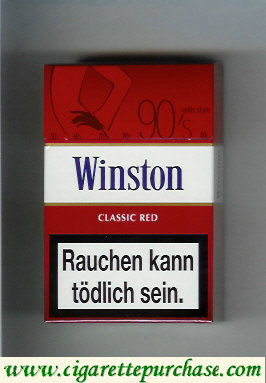 90's with style
Winston
CLASSIC RED
Rauchen kann
tödlich sein.
www.cigarettepurchase.com